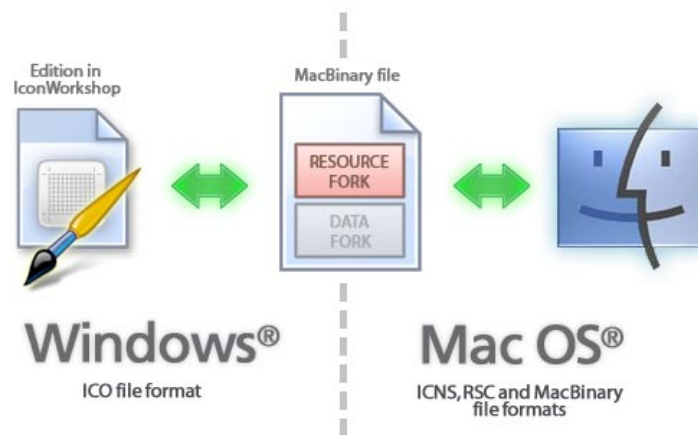 Edition in
IconWorkshop
MacBinary file
RESOURCE
FORK
DATA
FORK
Windows®
ICO file format
Mac OS®
ICNS, RSC and MacBinary
file formats